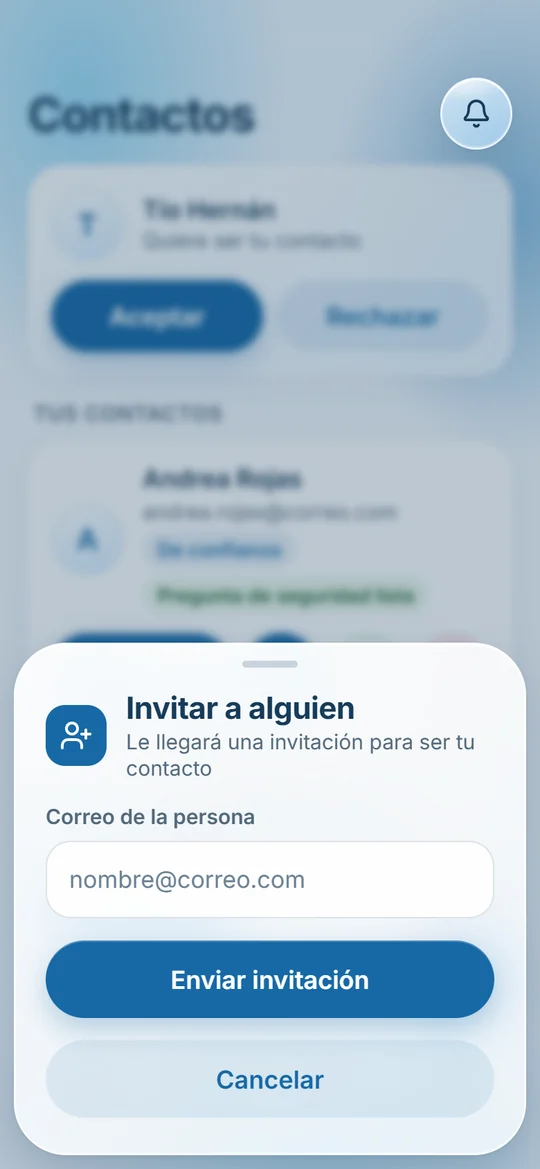 Contactos
T
Tío Hernán
Quiere ser tu contacto
Aceptar
Rechazar
TUS CONTACTOS
Andrea Rojas
andrea.rojas@correo.com
A
De confianza
Pregunta de seguridad lista
Invitar a alguien
Le llegará una invitación para ser tu
contacto
Correo de la persona
nombre@correo.com
Enviar invitación
Cancelar